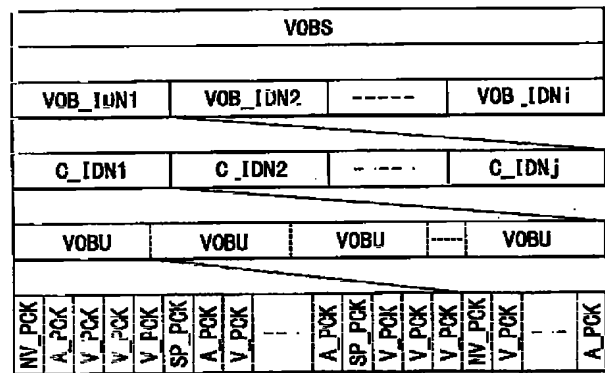 VOBS
VOB_IDN1 VOB_IDN2 ----- VOB_IDNi
C_IDN1 C_IDN2 ----- C_IDNj
VOBU VOBU VOBU ---- VOBU
NV_PCK A_PCK V_PCK V_PCK V_PCK SP_PCK A_PCK V_PCK ---- A_PCK SP_PCK V_PCK V_PCK V_PCK NV_PCK V_PCK ---- A_PCK